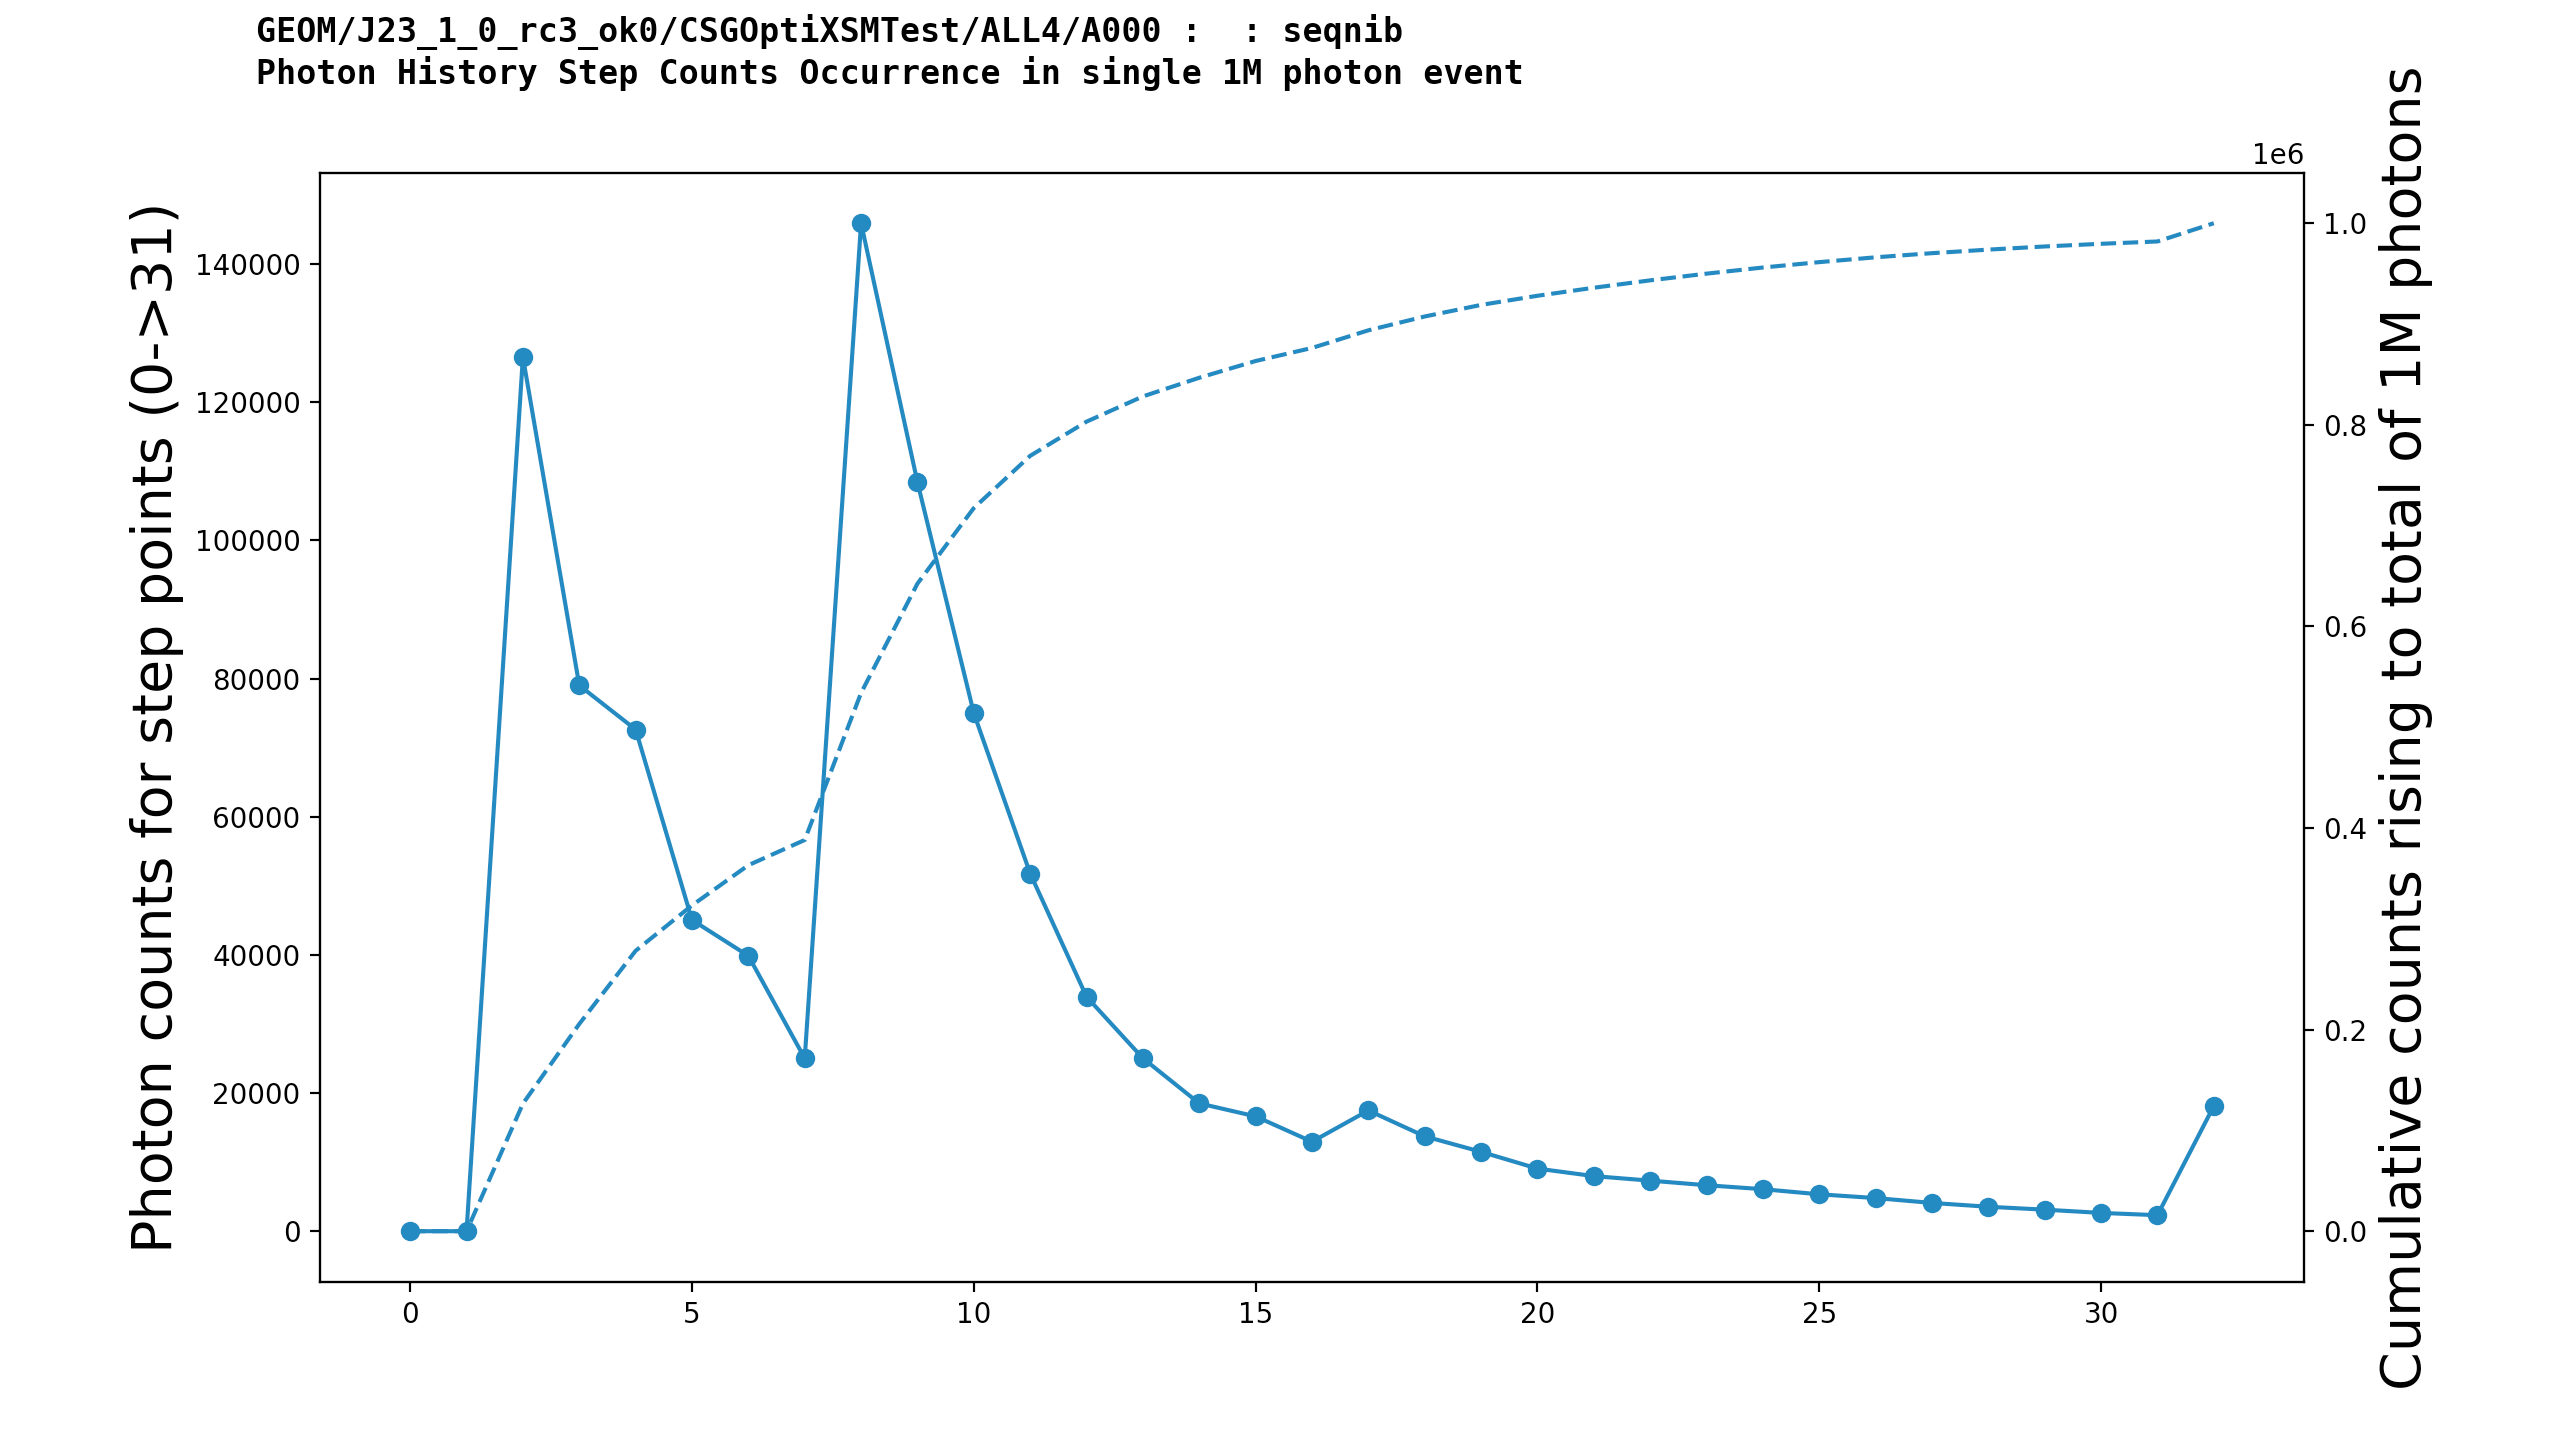 GEOM/J23_1_0_rc3_ok0/CSGOptiXSMTest/ALL4/A000 :  : seqnib
Photon History Step Counts Occurrence in single 1M photon event
1e6
Photon counts for step points (0->31)
140000
120000
100000
80000
60000
40000
20000
0
1.0
0.8
0.6
0.4
0.2
0.0
Cumulative counts rising to total of 1M photons
0 5 10 15 20 25 30